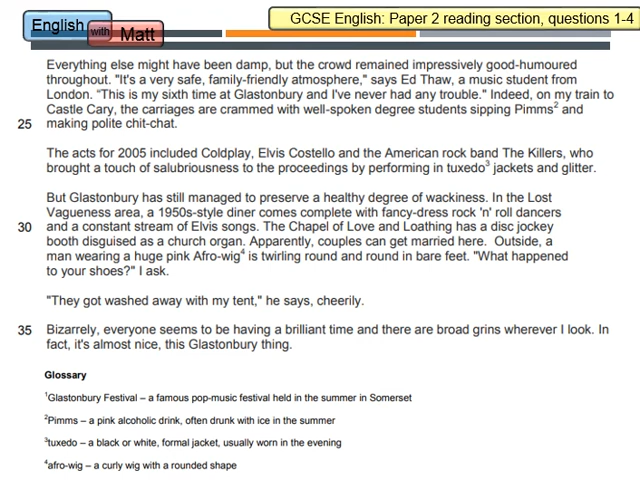 English with Matt
GCSE English: Paper 2 reading section, questions 1-4
Everything else might have been damp, but the crowd remained impressively good-humoured
throughout. "It's a very safe, family-friendly atmosphere," says Ed Thaw, a music student from
London. "This is my sixth time at Glastonbury and I've never had any trouble." Indeed, on my train to
Castle Cary, the carriages are crammed with well-spoken degree students sipping Pimms² and
25 making polite chit-chat.
The acts for 2005 included Coldplay, Elvis Costello and the American rock band The Killers, who
brought a touch of salubriousness to the proceedings by performing in tuxedo³ jackets and glitter.
But Glastonbury has still managed to preserve a healthy degree of wackiness. In the Lost
Vagueness area, a 1950s-style diner comes complete with fancy-dress rock 'n' roll dancers
30 and a constant stream of Elvis songs. The Chapel of Love and Loathing has a disc jockey
booth disguised as a church organ. Apparently, couples can get married here. Outside, a
man wearing a huge pink Afro-wig⁴ is twirling round and round in bare feet. "What happened
to your shoes?" I ask.
"They got washed away with my tent," he says, cheerily.
35 Bizarrely, everyone seems to be having a brilliant time and there are broad grins wherever I look. In
fact, it's almost nice, this Glastonbury thing.
Glossary
¹Glastonbury Festival – a famous pop-music festival held in the summer in Somerset
²Pimms – a pink alcoholic drink, often drunk with ice in the summer
³tuxedo – a black or white, formal jacket, usually worn in the evening
⁴afro-wig – a curly wig with a rounded shape